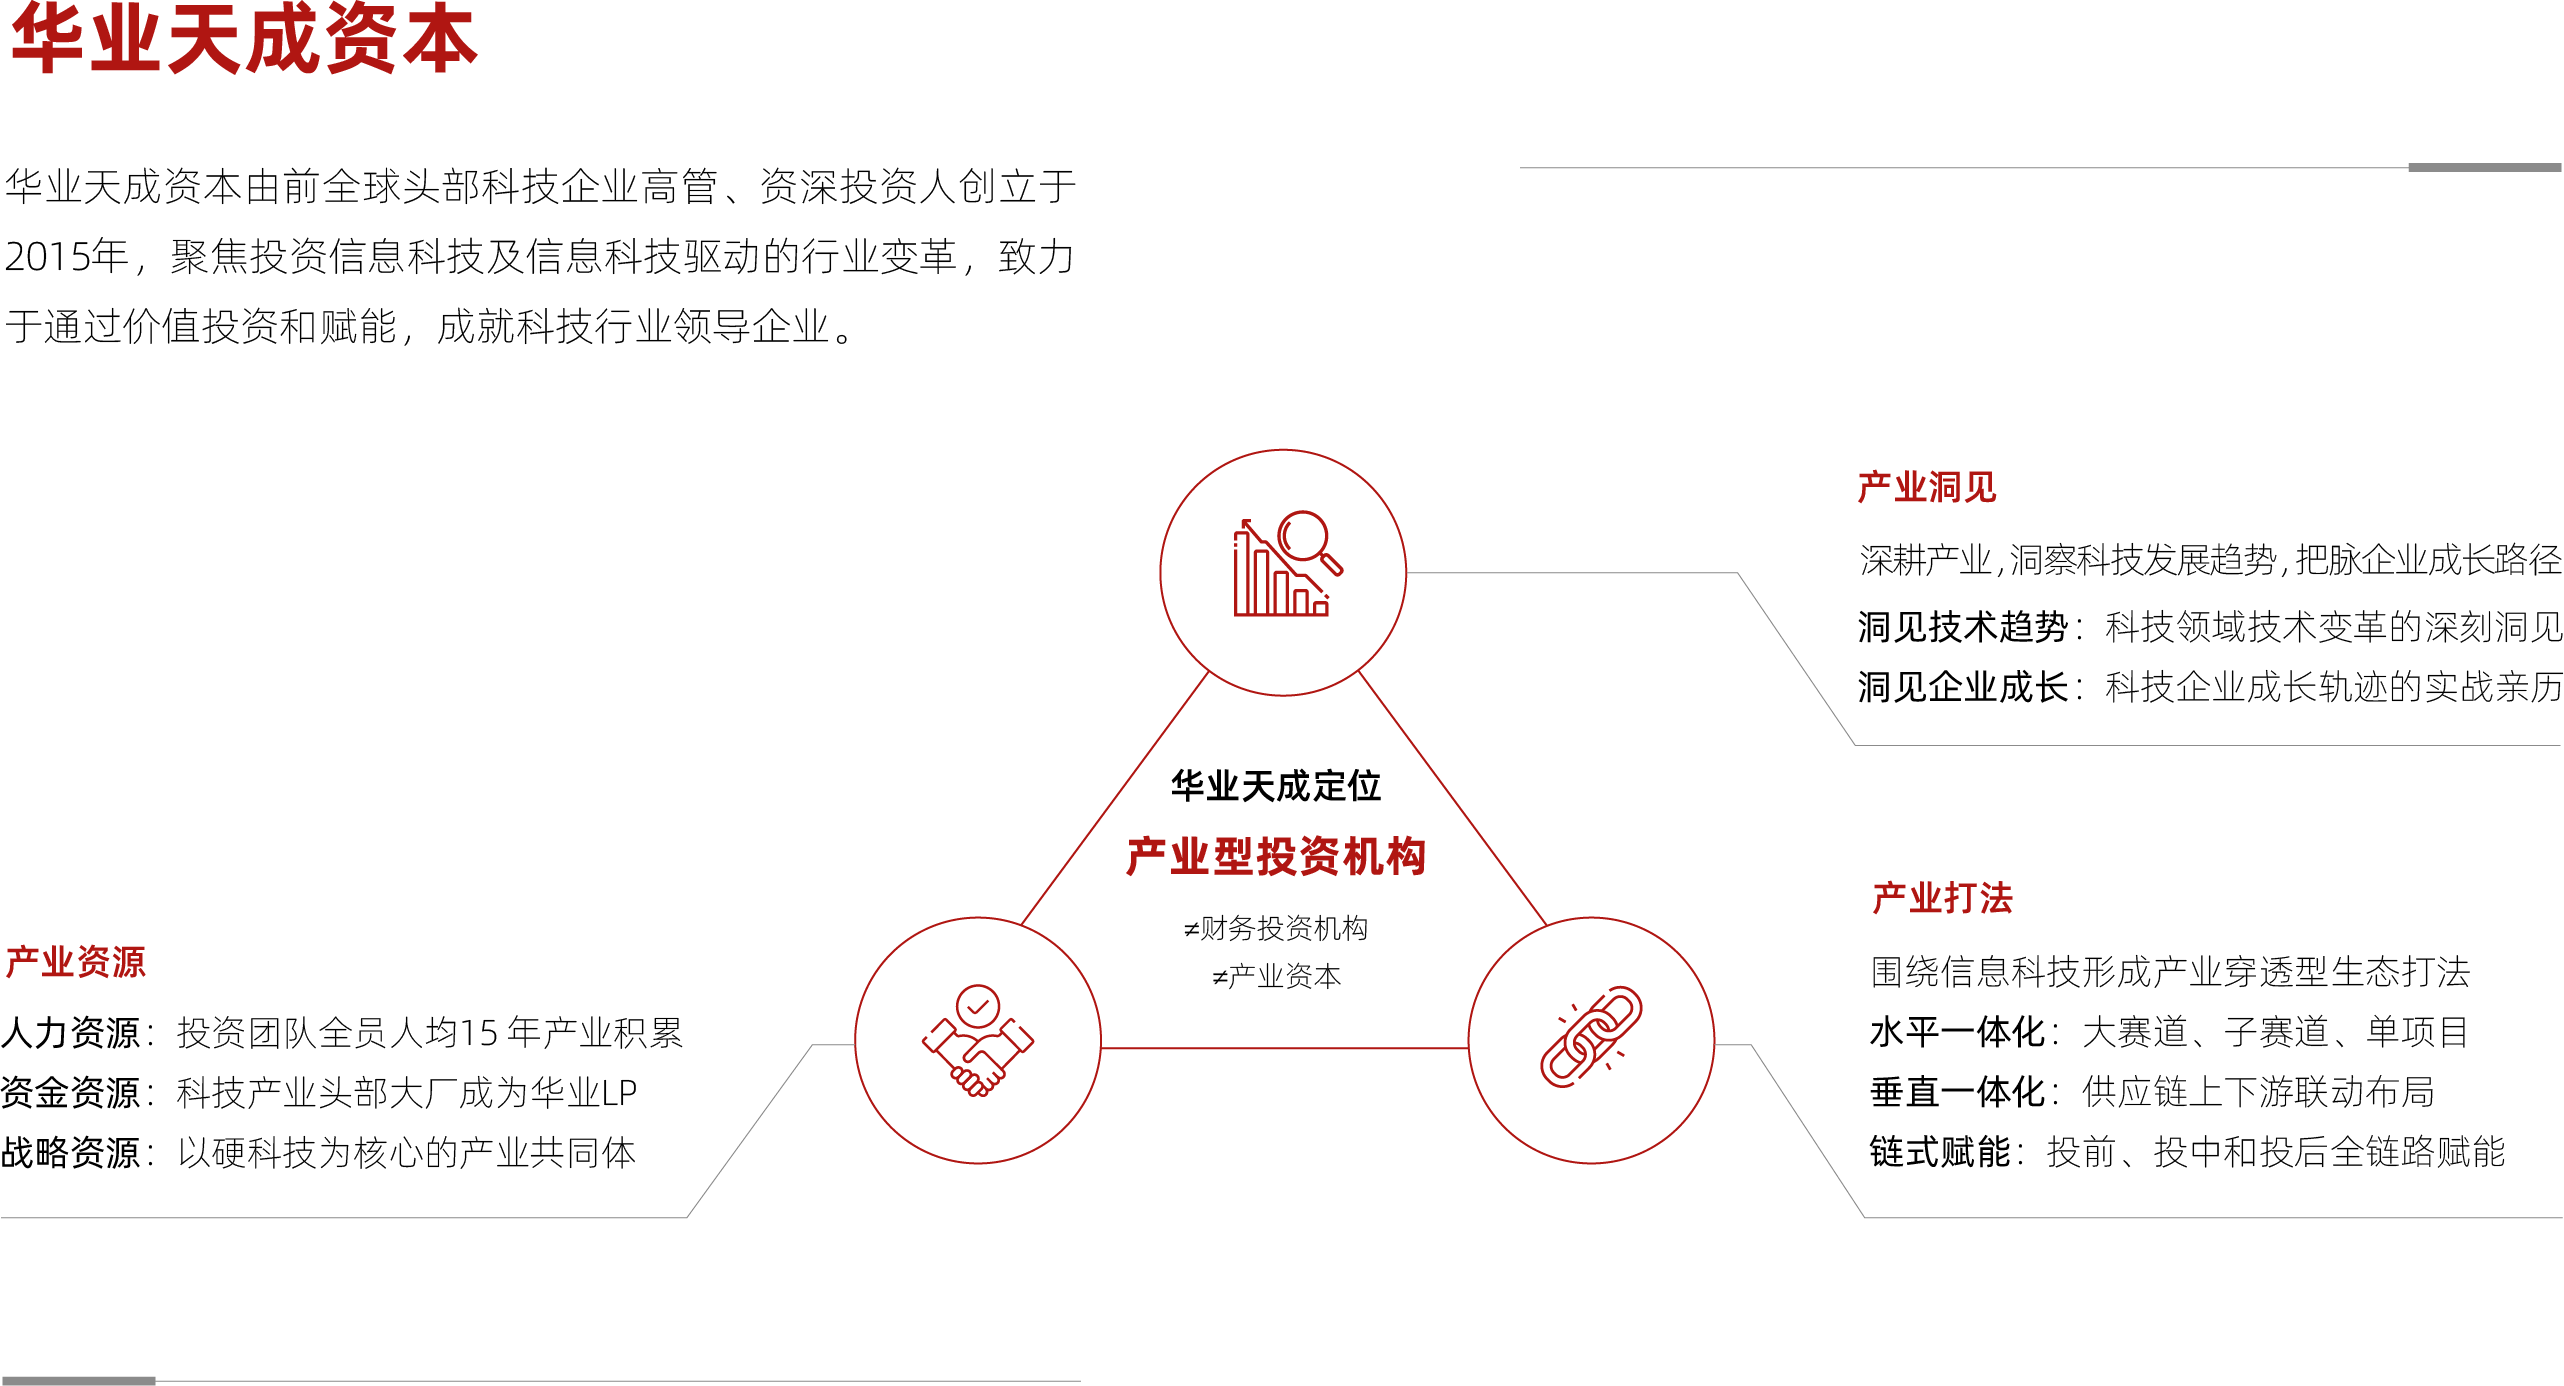 华业天成资本
华业天成资本由前全球头部科技企业高管、资深投资人创立于
2015年，聚焦投资信息科技及信息科技驱动的行业变革，致力
于通过价值投资和赋能，成就科技行业领导企业。
产业洞见
深耕产业，洞察科技发展趋势，把脉企业成长路径
洞见技术趋势：科技领域技术变革的深刻洞见
洞见企业成长：科技企业成长轨迹的实战亲历
华业天成定位
产业型投资机构
≠财务投资机构
≠产业资本
产业资源
人力资源：投资团队全员人均15 年产业积累
资金资源：科技产业头部大厂成为华业LP
战略资源：以硬科技为核心的产业共同体
产业打法
围绕信息科技形成产业穿透型生态打法
水平一体化：大赛道、子赛道、单项目
垂直一体化：供应链上下游联动布局
链式赋能：投前、投中和投后全链路赋能